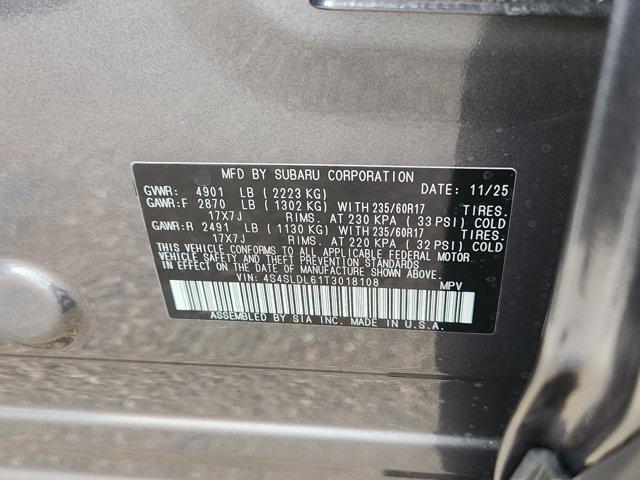 MFD BY SUBARU CORPORATION
GVWR: 4901 LB ( 2223 KG) DATE: 11/25
GAWR:F 2870 LB ( 1302 KG) WITH 235/60R17 TIRES.
17X7J RIMS. AT 230 KPA ( 33 PSI) COLD
GAWR:R 2491 LB ( 1130 KG) WITH 235/60R17 TIRES.
17X7J RIMS. AT 220 KPA ( 32 PSI) COLD
THIS VEHICLE CONFORMS TO ALL APPLICABLE FEDERAL MOTOR
VEHICLE SAFETY AND THEFT PREVENTION STANDARDS
IN EFFECT ON THE DATE OF MANUFACTURE SHOWN ABOVE.
VIN: 4S4SLDL61T3018108 MPV
ASSEMBLED BY SIA INC. MADE IN U.S.A.